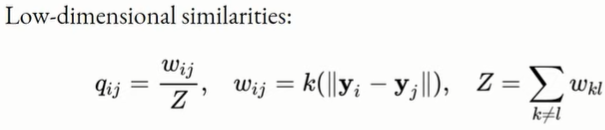 Low-dimensional similarities:
q_{ij} = \frac{w_{ij}}{Z}, w_{ij} = k(\|\mathbf{y}_i - \mathbf{y}_j\|), Z = \sum_{k \neq l} w_{kl}